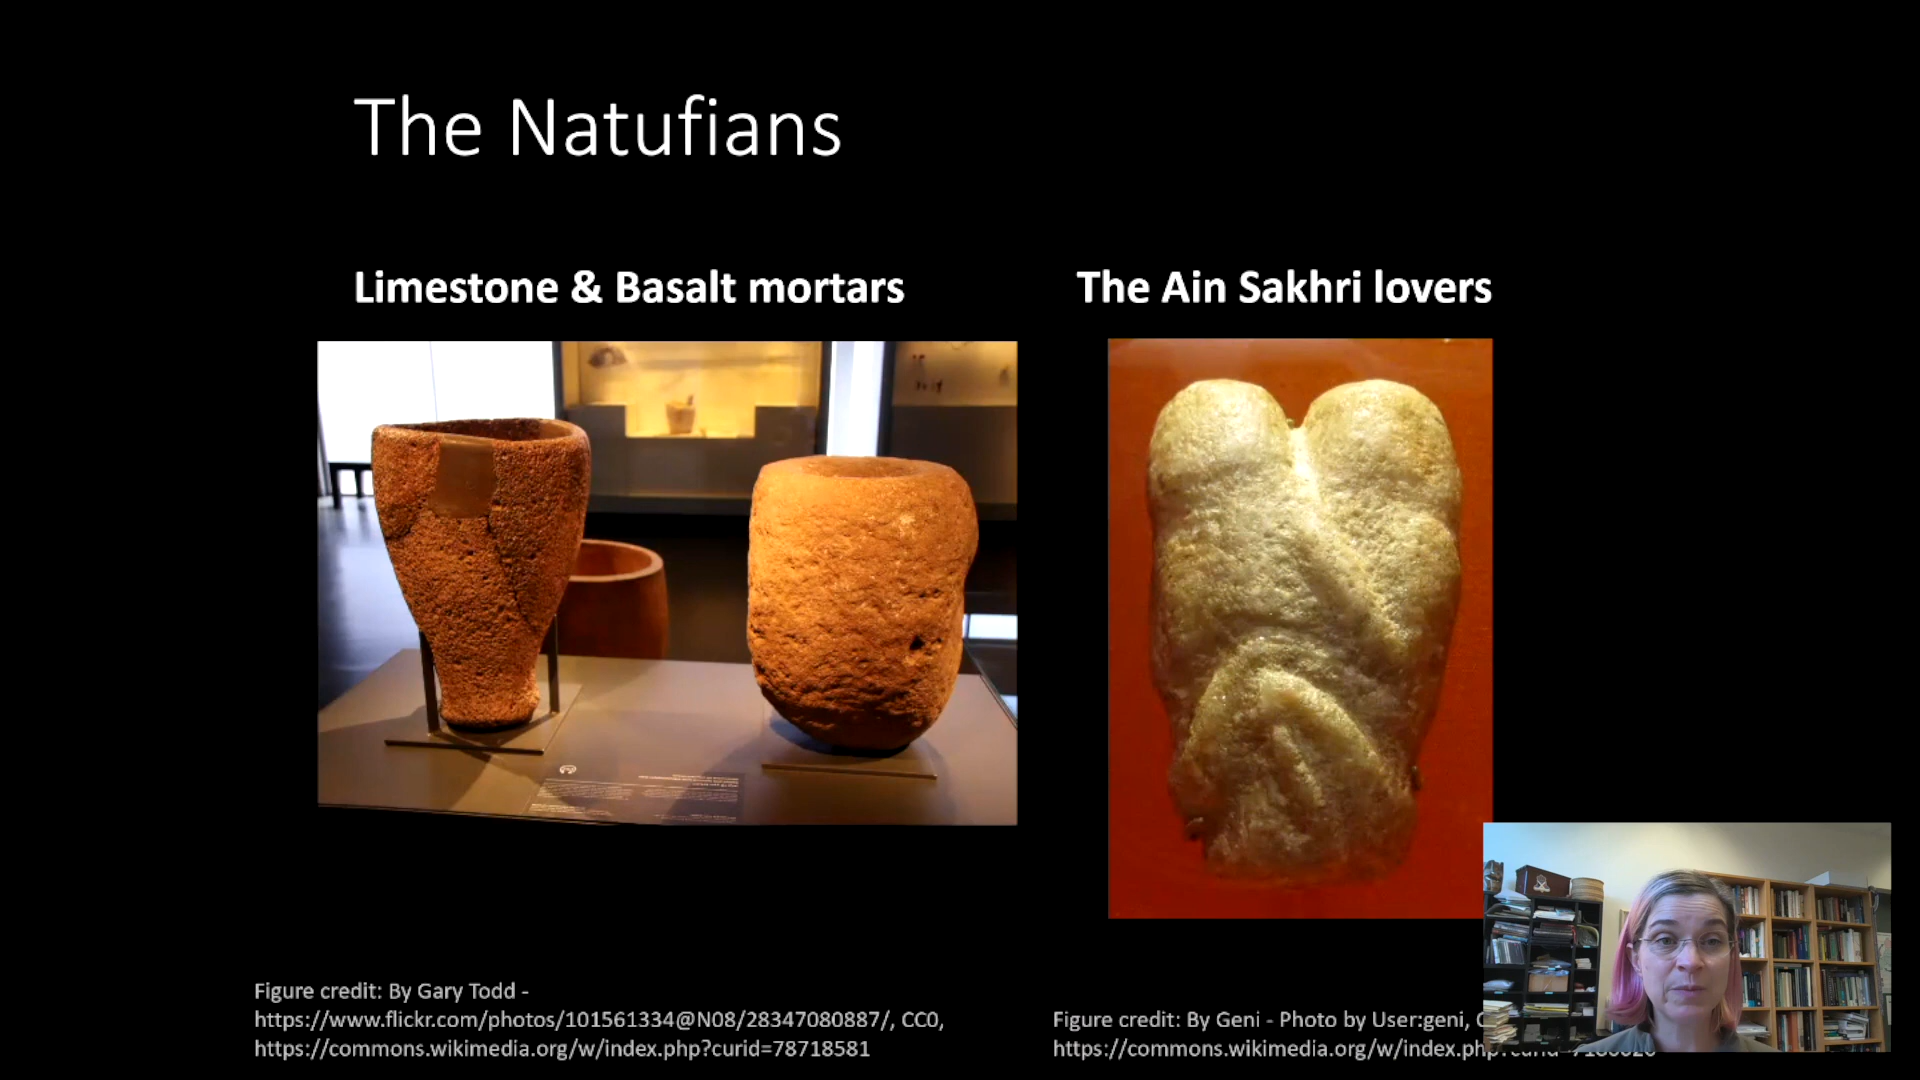 The Natufians
Limestone & Basalt mortars
The Ain Sakhri lovers
Figure credit: By Gary Todd -
https://www.flickr.com/photos/101561334@N08/28347080887/, CC0,
https://commons.wikimedia.org/w/index.php?curid=78718581
Figure credit: By Geni - Photo by User:geni,
https://commons.wikimedia.org/w/index.php?curid=